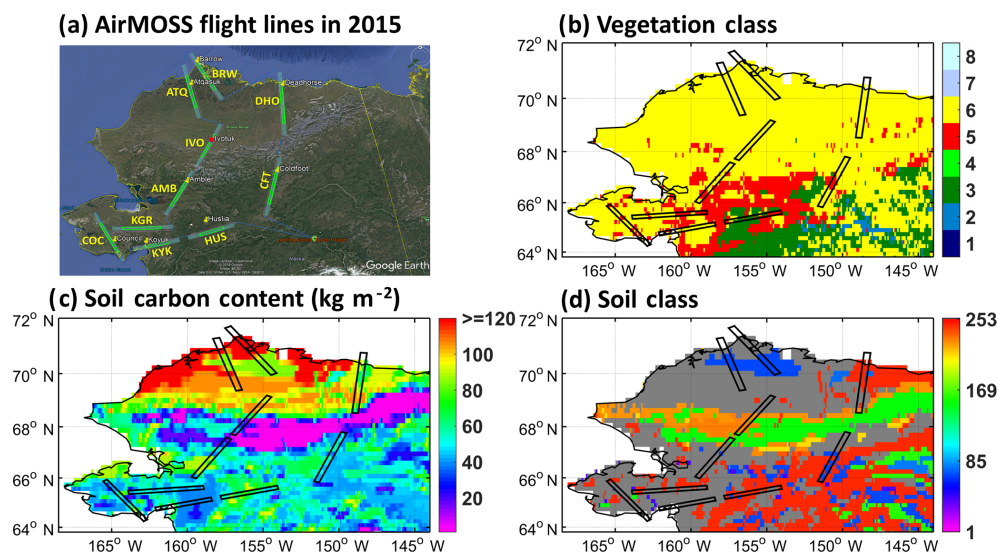 (a) AirMOSS flight lines in 2015
Barrow
BRW
Atqasuk
ATQ
Deadhorse
DHO
IVO
Ivotuk
Coldfoot
CFT
AMB
Ambler
KGR
Huslia
COC
Council
Koyuk
KYK
HUS
Alaska
Google Earth
(b) Vegetation class
72° N
70° N
68° N
66° N
64° N
165° W 160° W 155° W 150° W 145° W
8
7
6
5
4
3
2
1
(c) Soil carbon content (kg m⁻²)
72° N
70° N
68° N
66° N
64° N
165° W 160° W 155° W 150° W 145° W
>=120
100
80
60
40
20
(d) Soil class
72° N
70° N
68° N
66° N
64° N
165° W 160° W 155° W 150° W 145° W
253
169
85
1